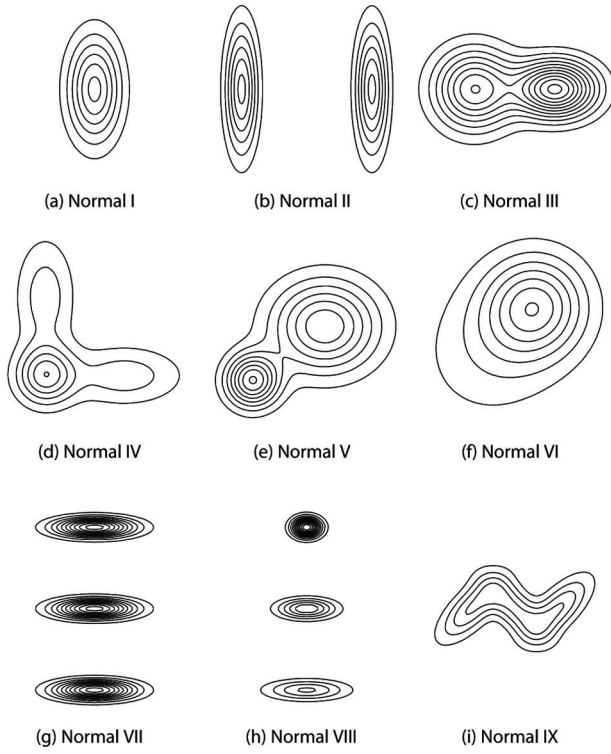 (a) Normal I
(b) Normal II
(c) Normal III
(d) Normal IV
(e) Normal V
(f) Normal VI
(g) Normal VII
(h) Normal VIII
(i) Normal IX